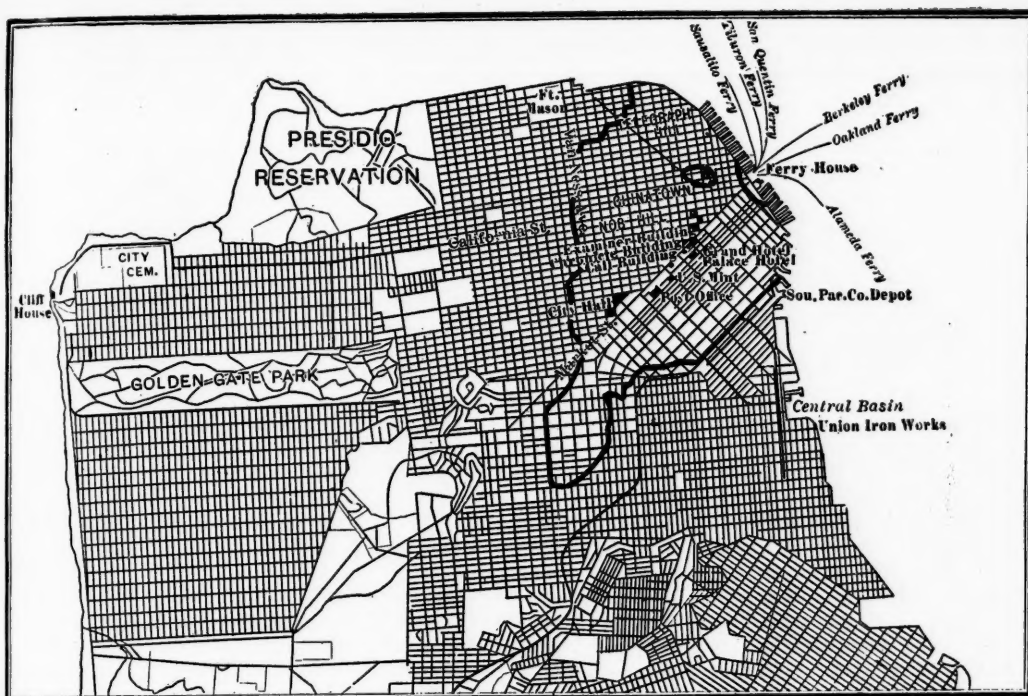 San Quentin Ferry
Tiburon Ferry
Sausalito Ferry
Berkeley Ferry
Oakland Ferry
Ferry House
Alameda Ferry
Ft. Mason
TELEGRAPH HILL
PRESIDIO
RESERVATION
CHINATOWN
NOB HILL
California St.
Examiner Building
Chronicle Building
Call Building
Grand Hotel
Palace Hotel
U.S. Mint
Post Office
City Hall
Market St.
Sou. Pac. Co. Depot
CITY
CEM.
Cliff
House
GOLDEN GATE PARK
Central Basin
Union Iron Works